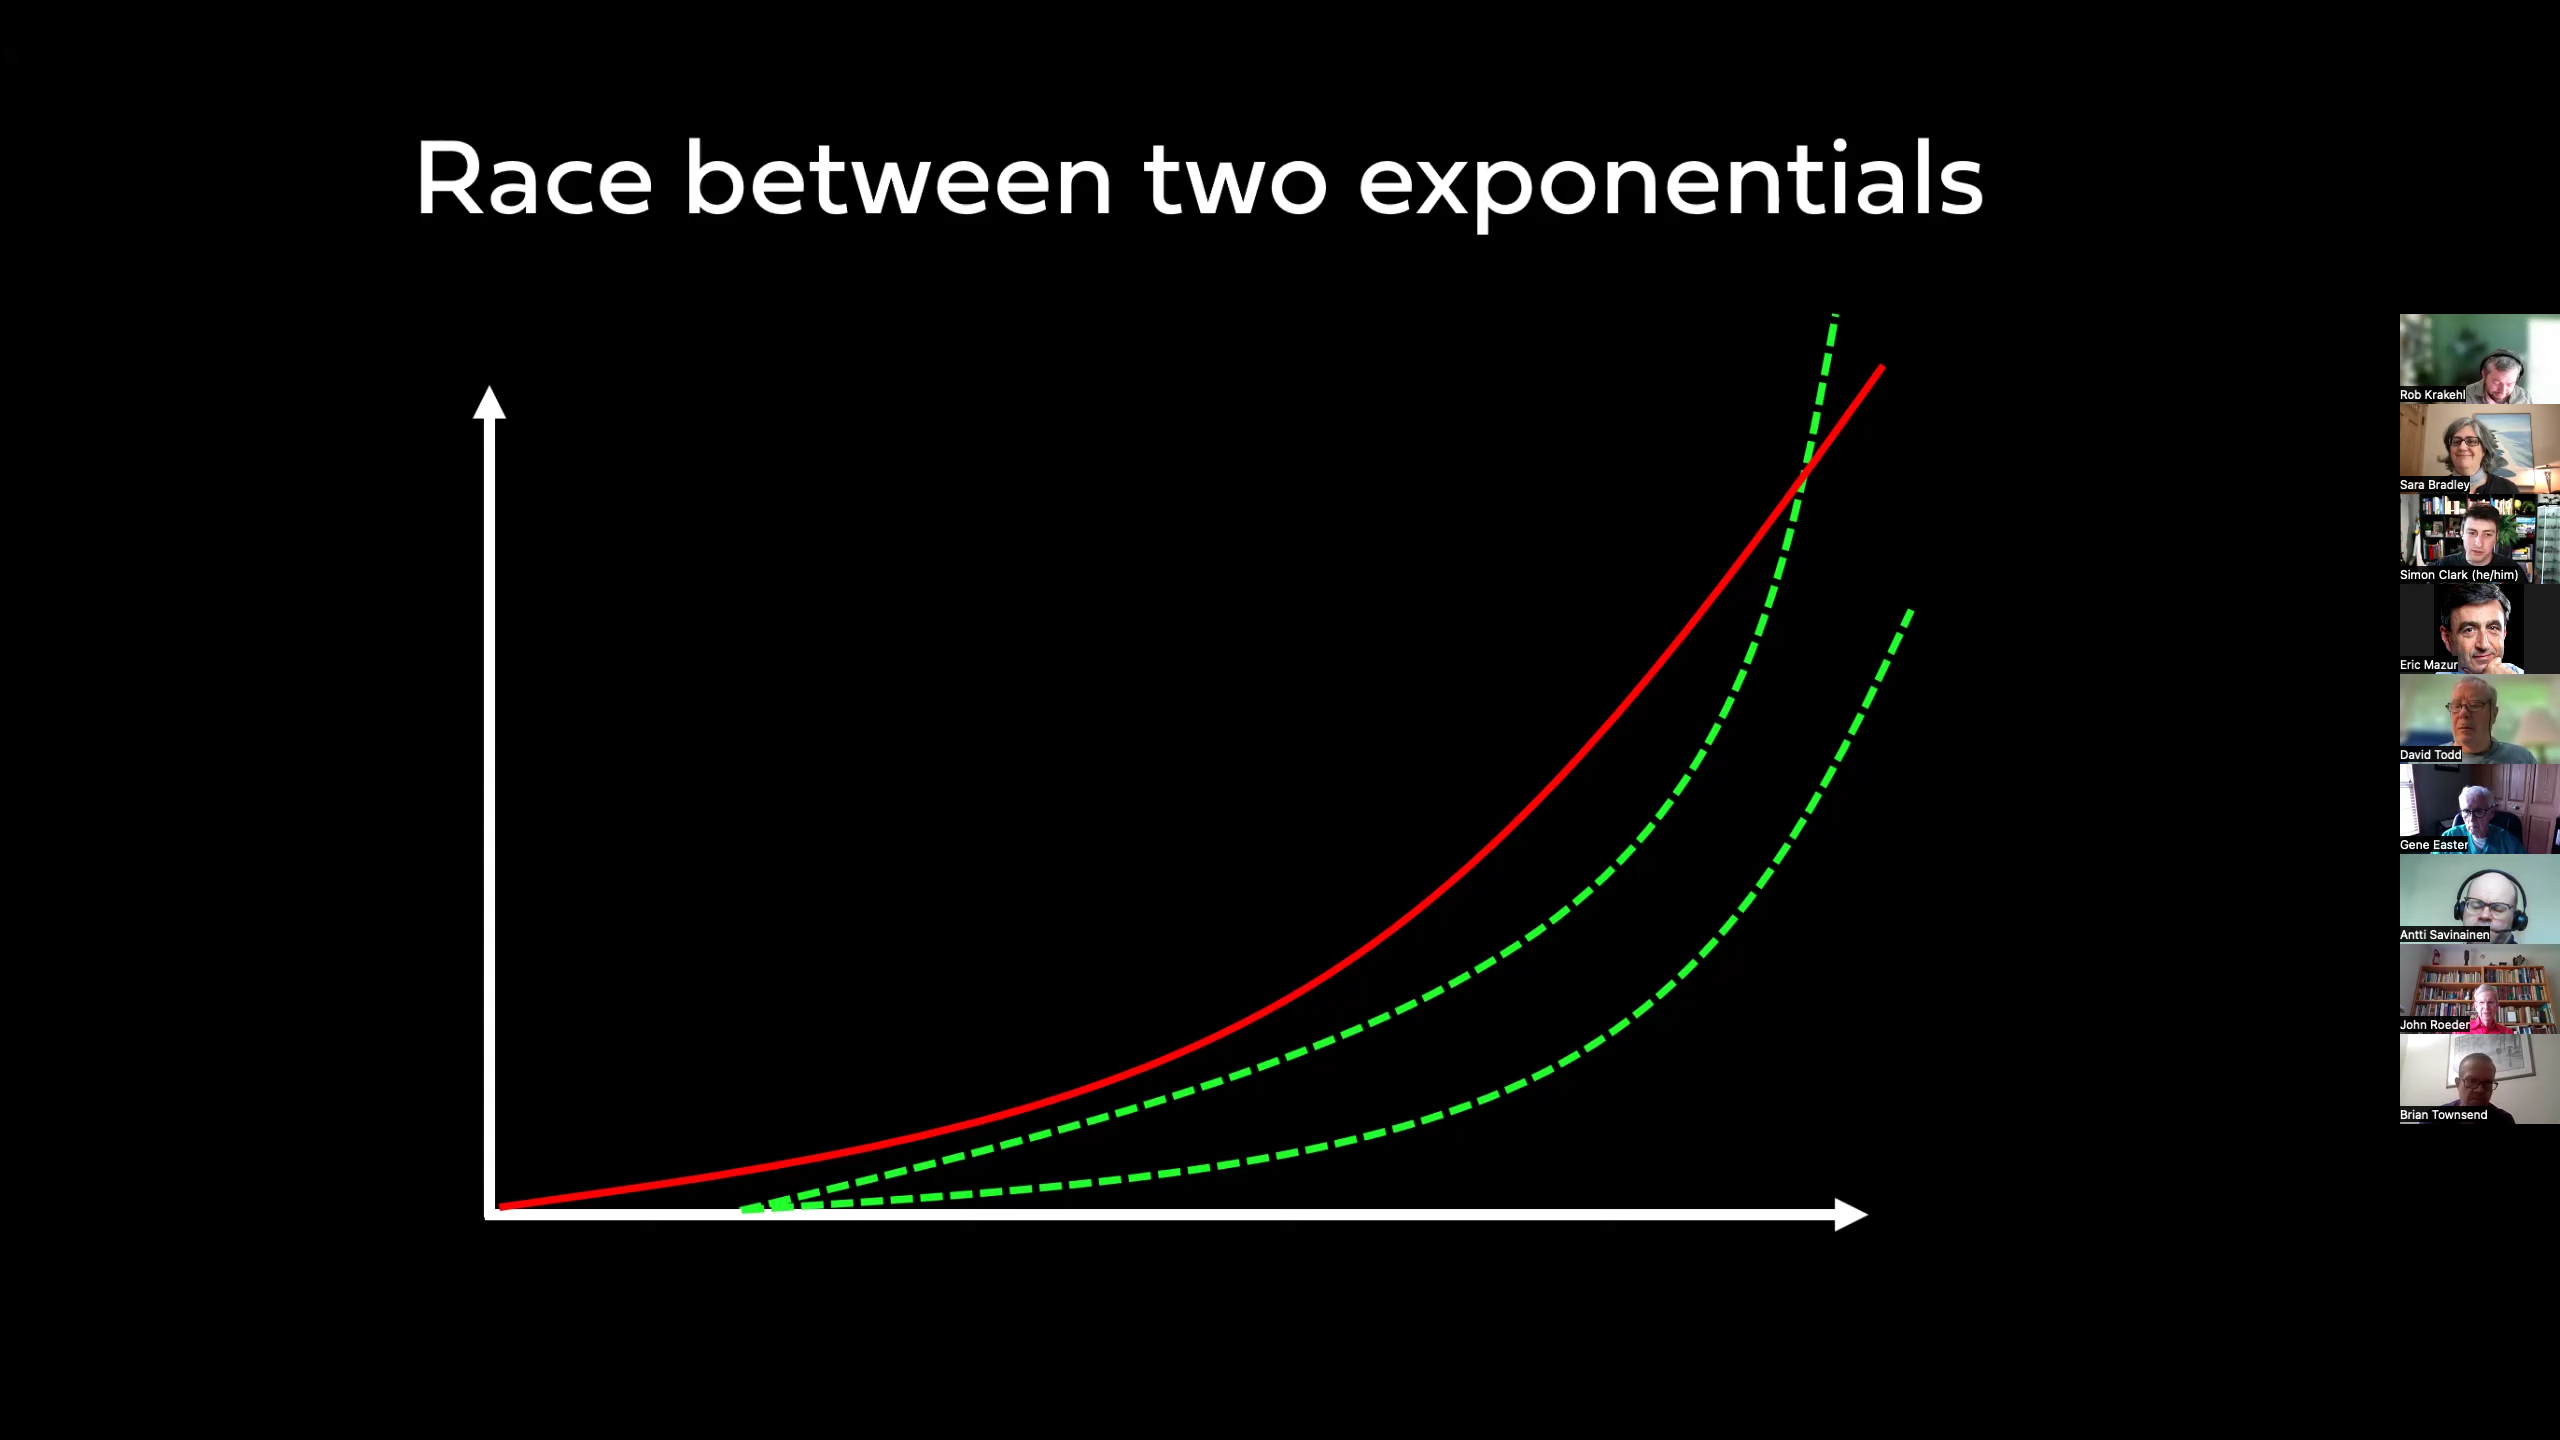 Race between two exponentials
Rob Krakehl
Sara Bradley
Simon Clark (he/him)
Eric Mazur
David Todd
Gene Easter
Antti Savinainen
John Roeder
Brian Townsend